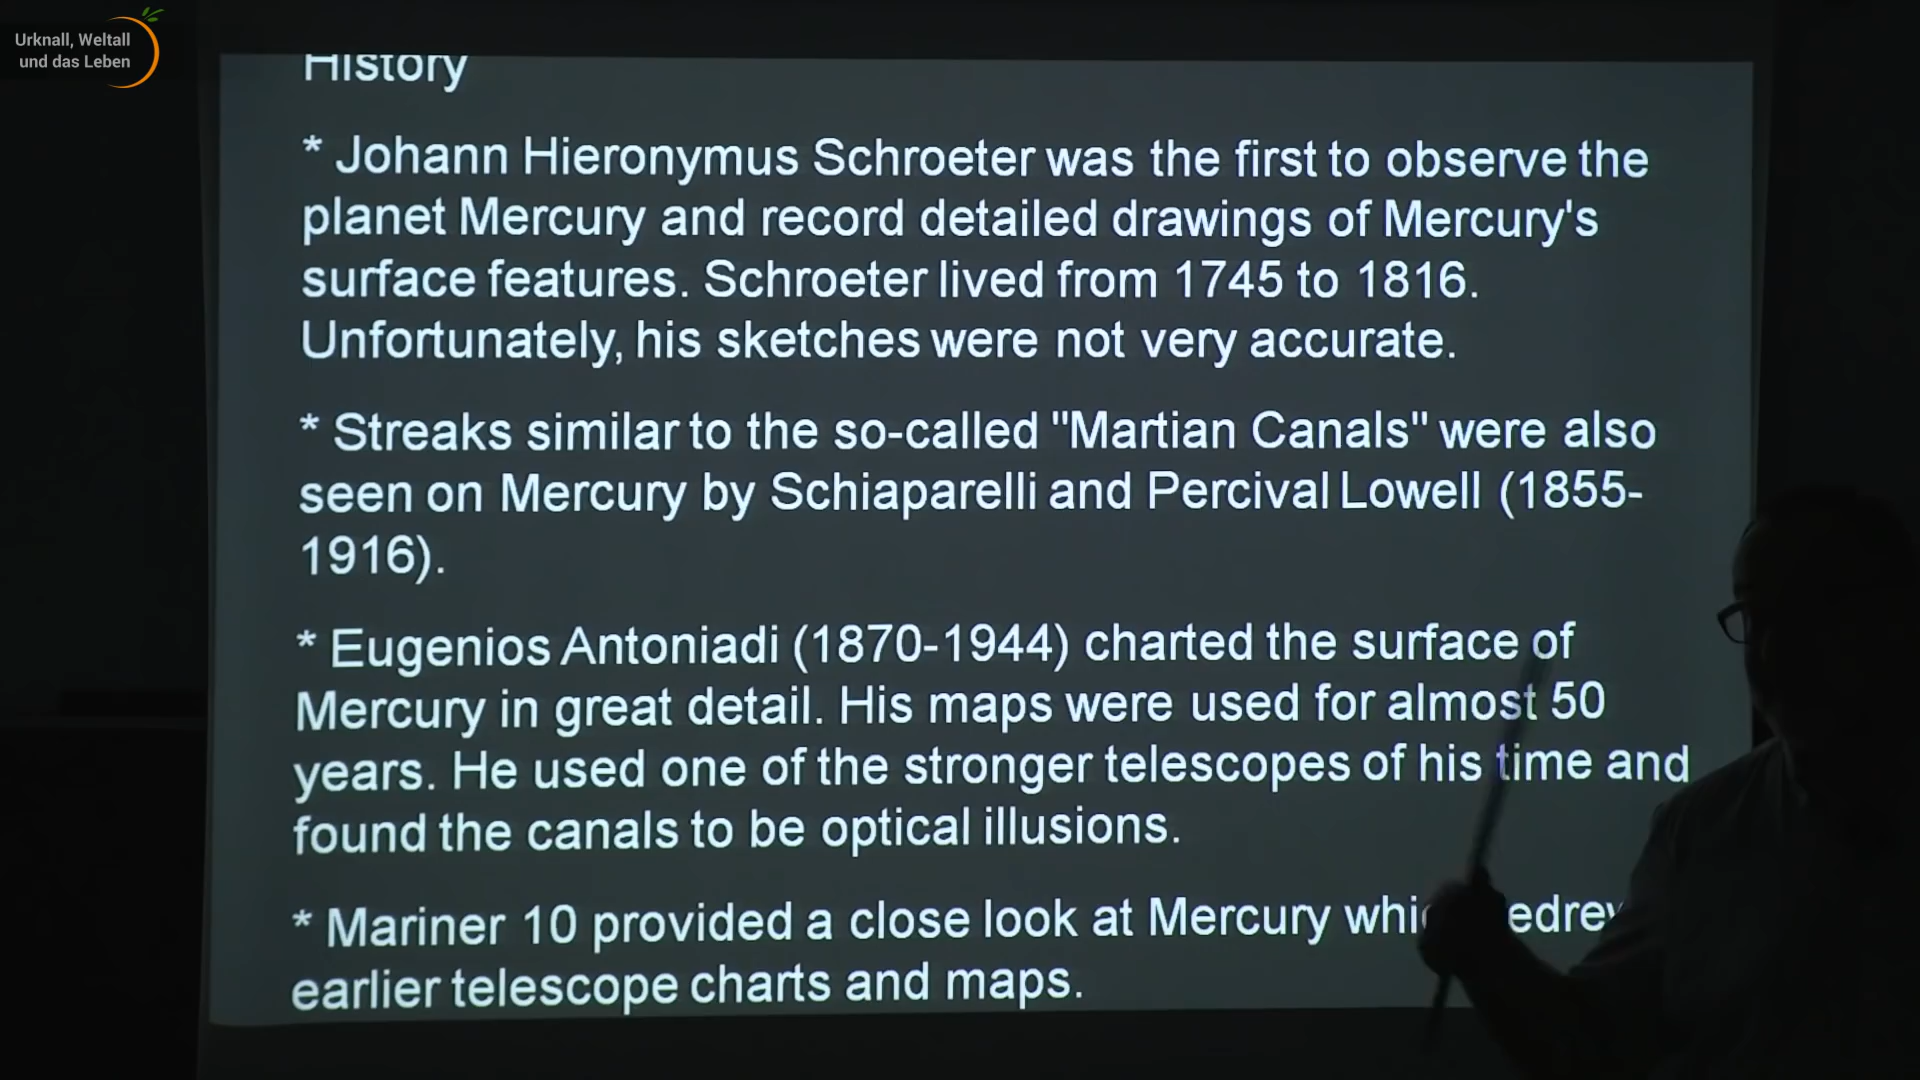 Urknall, Weltall
und das Leben
History
* Johann Hieronymus Schroeter was the first to observe the
planet Mercury and record detailed drawings of Mercury's
surface features. Schroeter lived from 1745 to 1816.
Unfortunately, his sketches were not very accurate.
* Streaks similar to the so-called "Martian Canals" were also
seen on Mercury by Schiaparelli and Percival Lowell (1855-
1916).
* Eugenios Antoniadi (1870-1944) charted the surface of
Mercury in great detail. His maps were used for almost 50
years. He used one of the stronger telescopes of his time and
found the canals to be optical illusions.
* Mariner 10 provided a close look at Mercury
earlier telescope charts and maps.